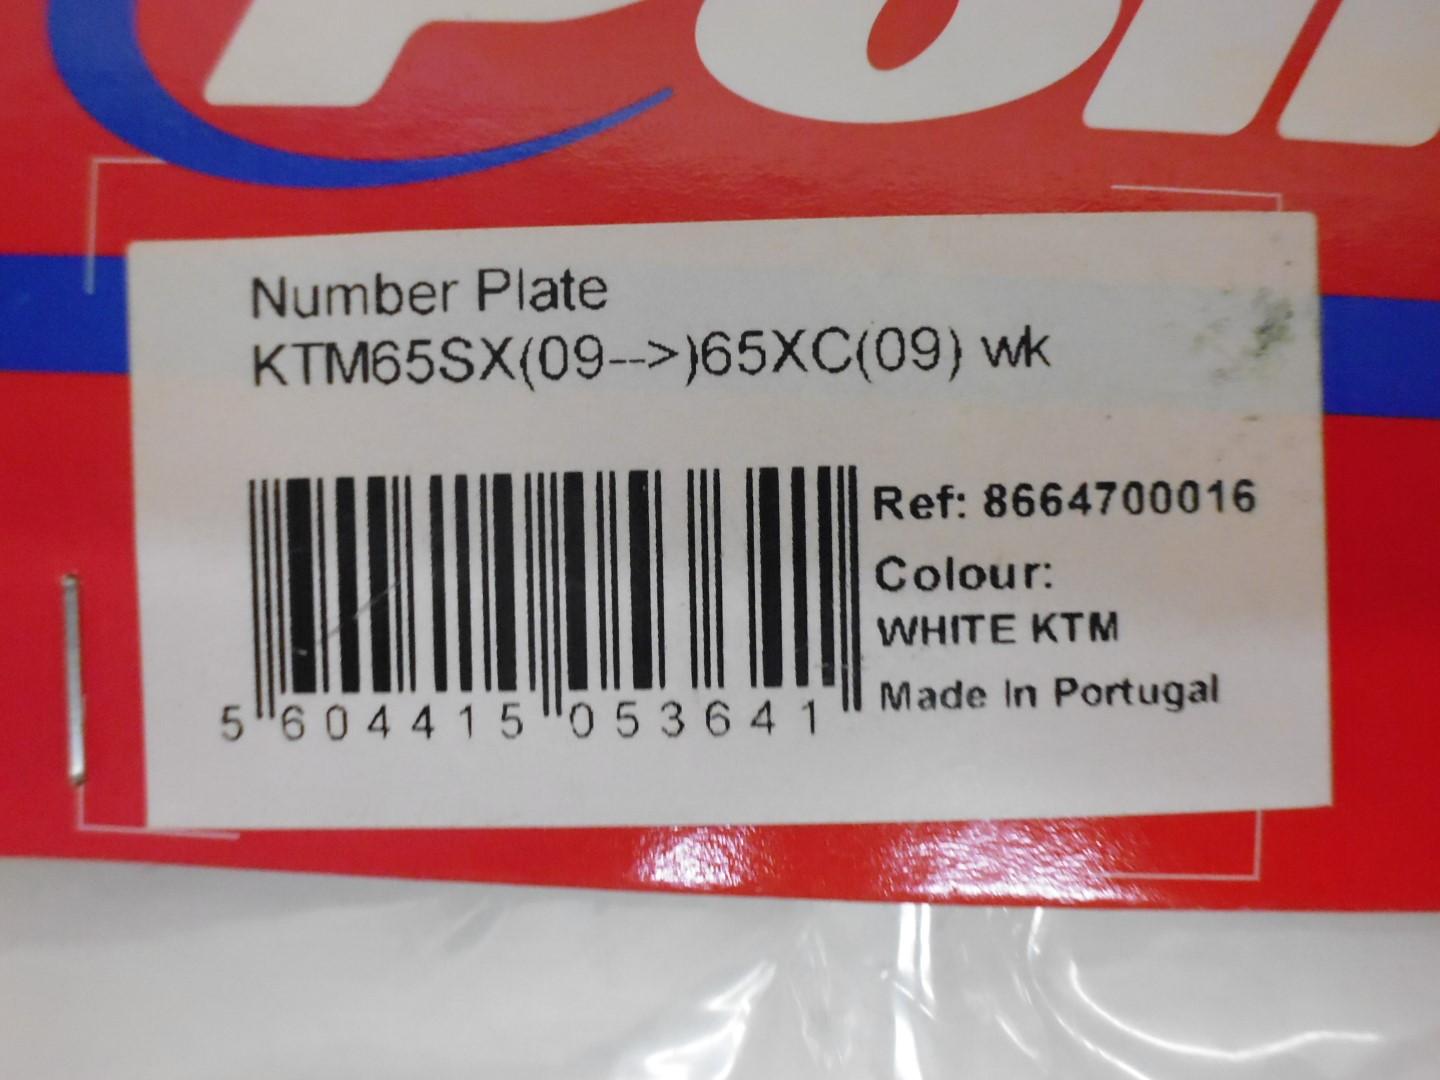 Number Plate
KTM65SX(09-->)65XC(09) wk
Ref: 8664700016
Colour:
WHITE KTM
Made In Portugal
5 604415 053641